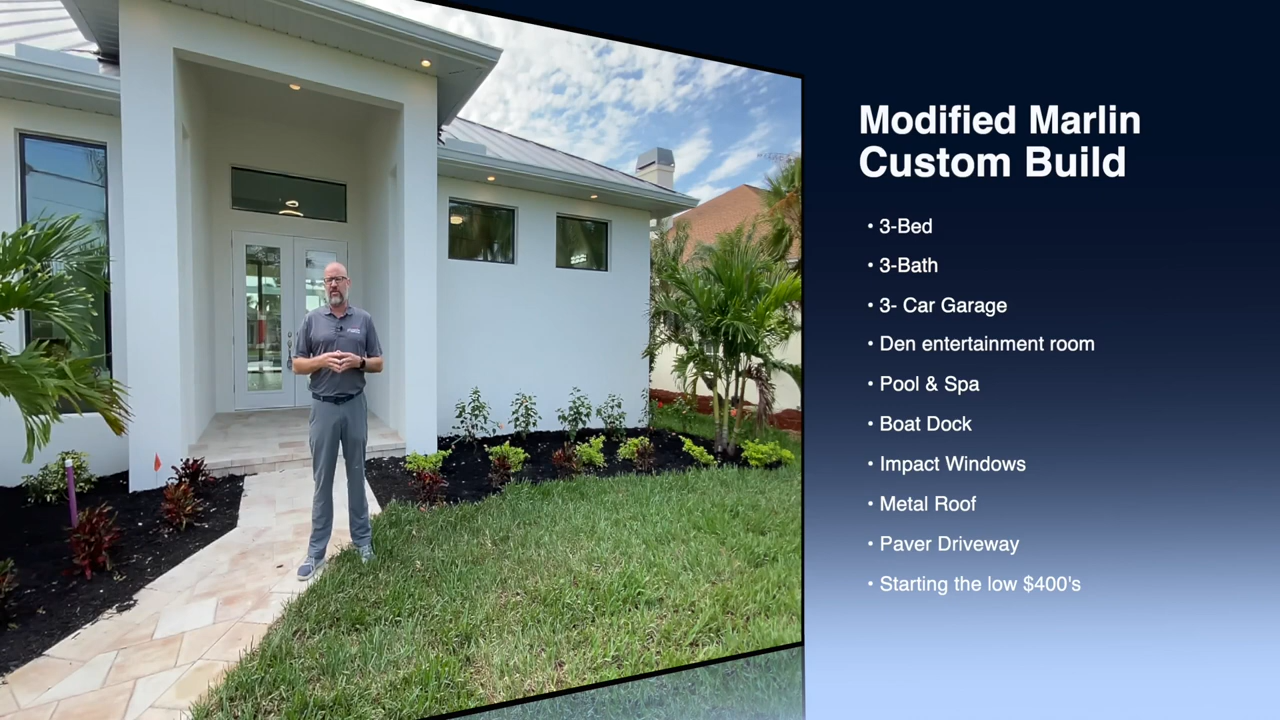 Modified Marlin
Custom Build
• 3-Bed
• 3-Bath
• 3- Car Garage
• Den entertainment room
• Pool & Spa
• Boat Dock
• Impact Windows
• Metal Roof
• Paver Driveway
• Starting the low $400's